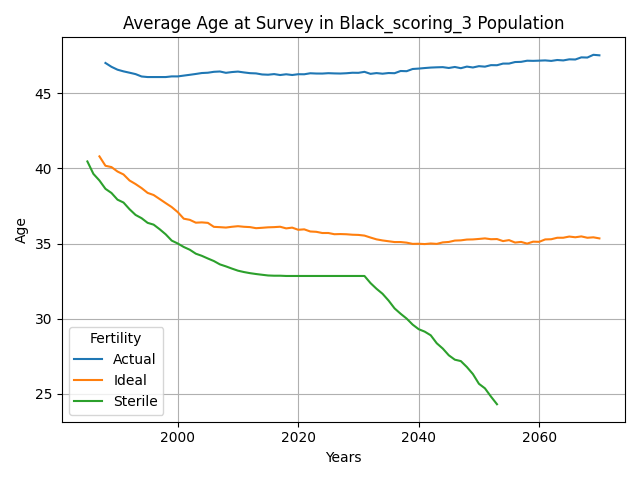 Average Age at Survey in Black_scoring_3 Population
Age
45
40
35
30
25
Fertility
Actual
Ideal
Sterile
2000 2020 2040 2060
Years